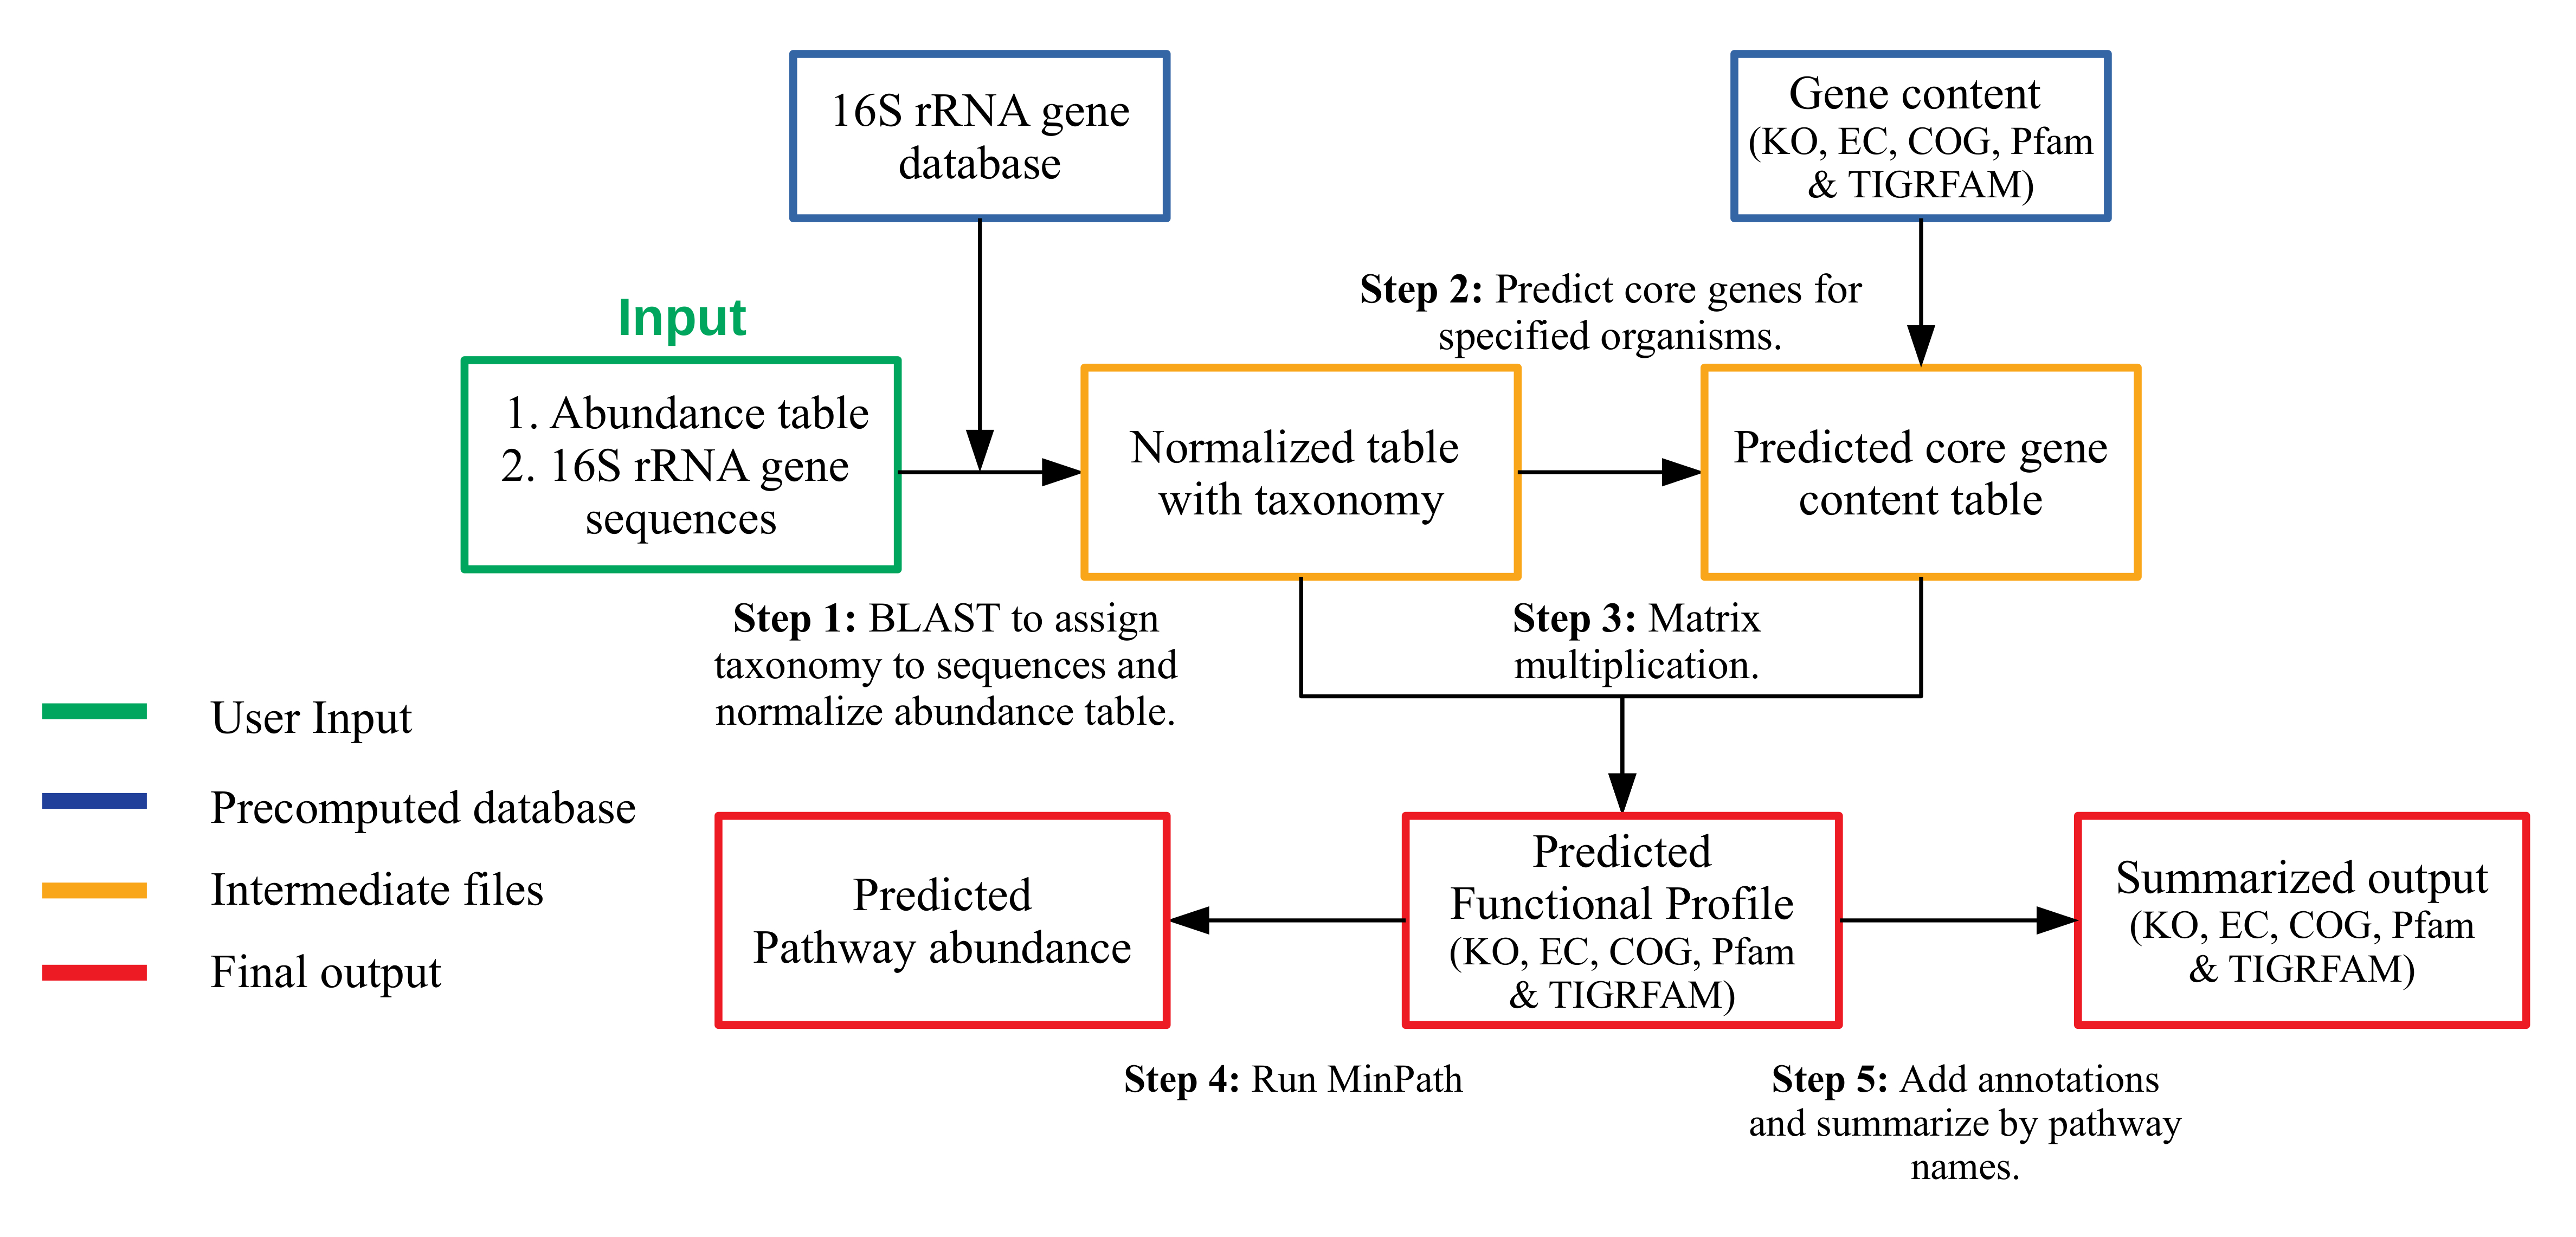 16S rRNA gene
database
Gene content
(KO, EC, COG, Pfam
& TIGRFAM)
Step 2: Predict core genes for
specified organisms.
Input
1. Abundance table
2. 16S rRNA gene
sequences
Normalized table
with taxonomy
Predicted core gene
content table
Step 1: BLAST to assign
taxonomy to sequences and
normalize abundance table.
Step 3: Matrix
multiplication.
User Input
Precomputed database
Intermediate files
Final output
Predicted
Pathway abundance
Predicted
Functional Profile
(KO, EC, COG, Pfam
& TIGRFAM)
Summarized output
(KO, EC, COG, Pfam
& TIGRFAM)
Step 4: Run MinPath
Step 5: Add annotations
and summarize by pathway
names.